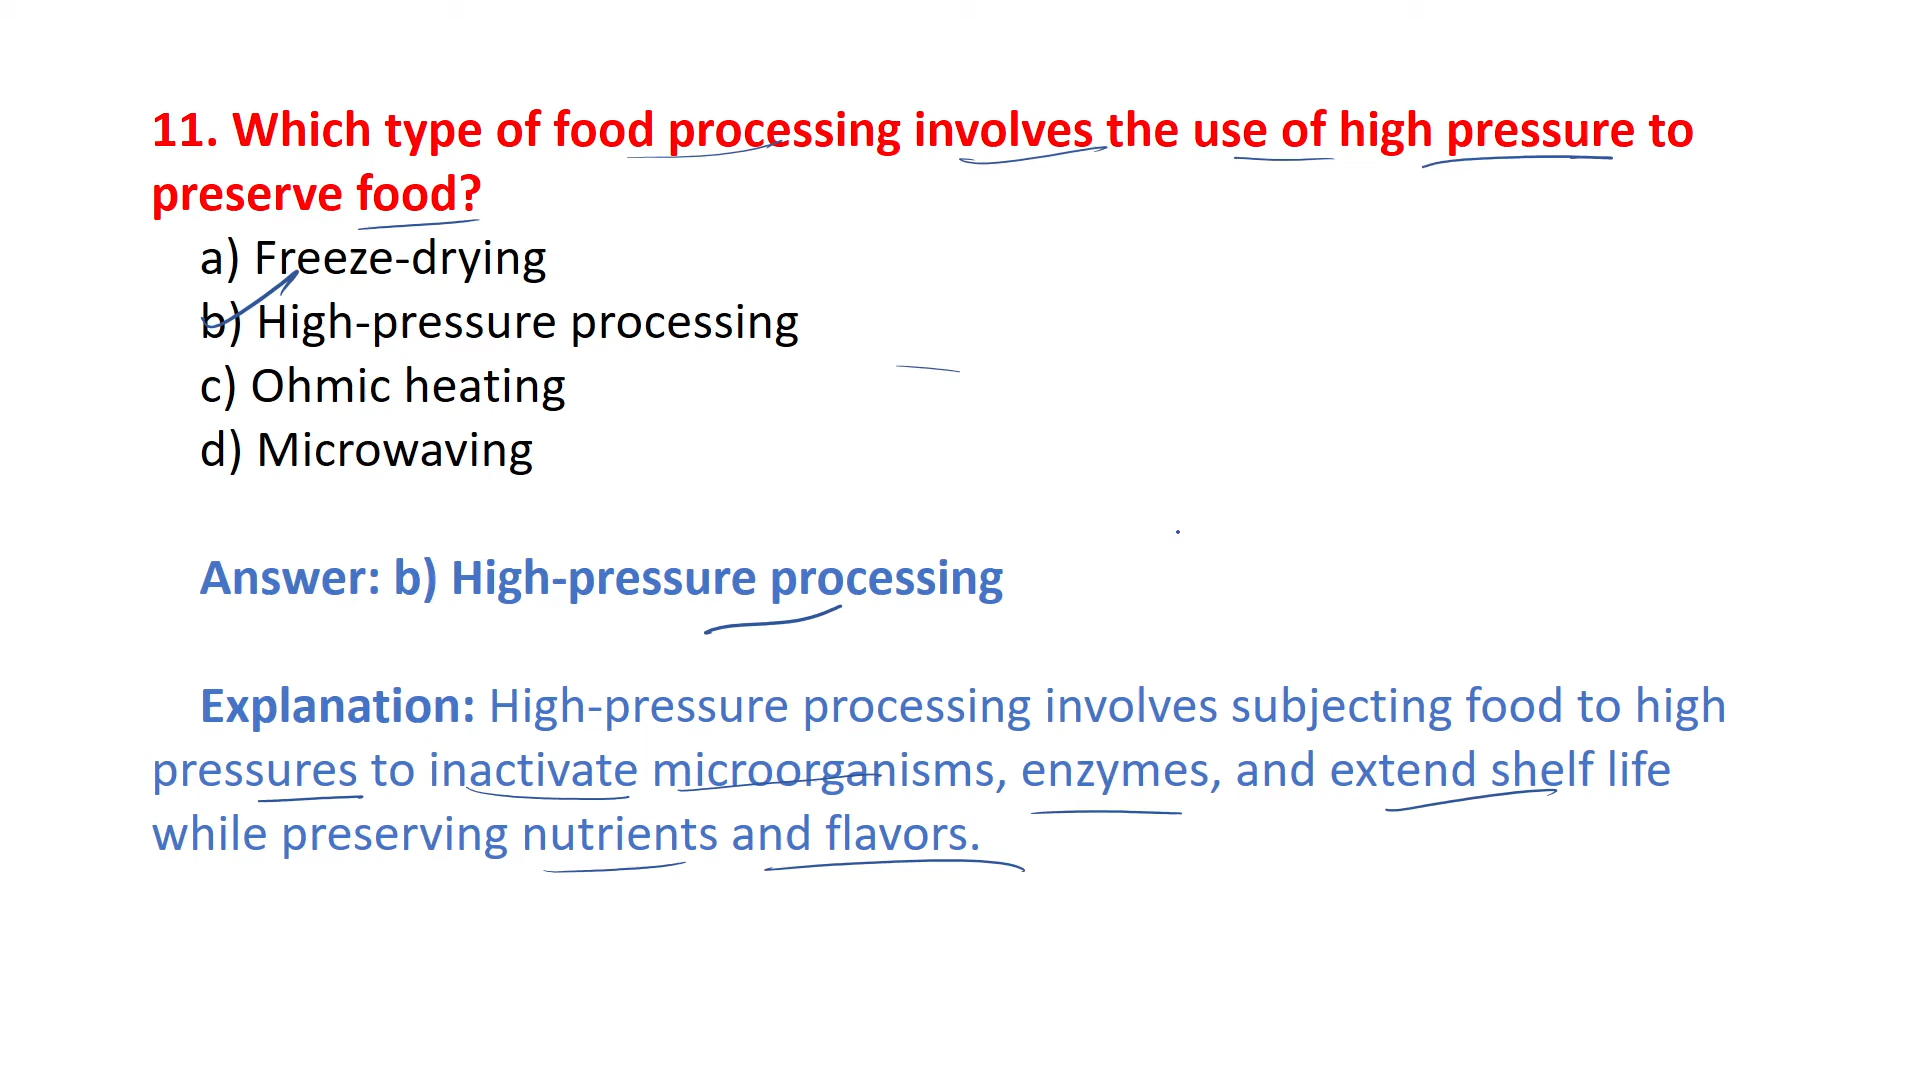 11. Which type of food processing involves the use of high pressure to
preserve food?
a) Freeze-drying
b) High-pressure processing
c) Ohmic heating
d) Microwaving
Answer: b) High-pressure processing
Explanation: High-pressure processing involves subjecting food to high
pressures to inactivate microorganisms, enzymes, and extend shelf life
while preserving nutrients and flavors.